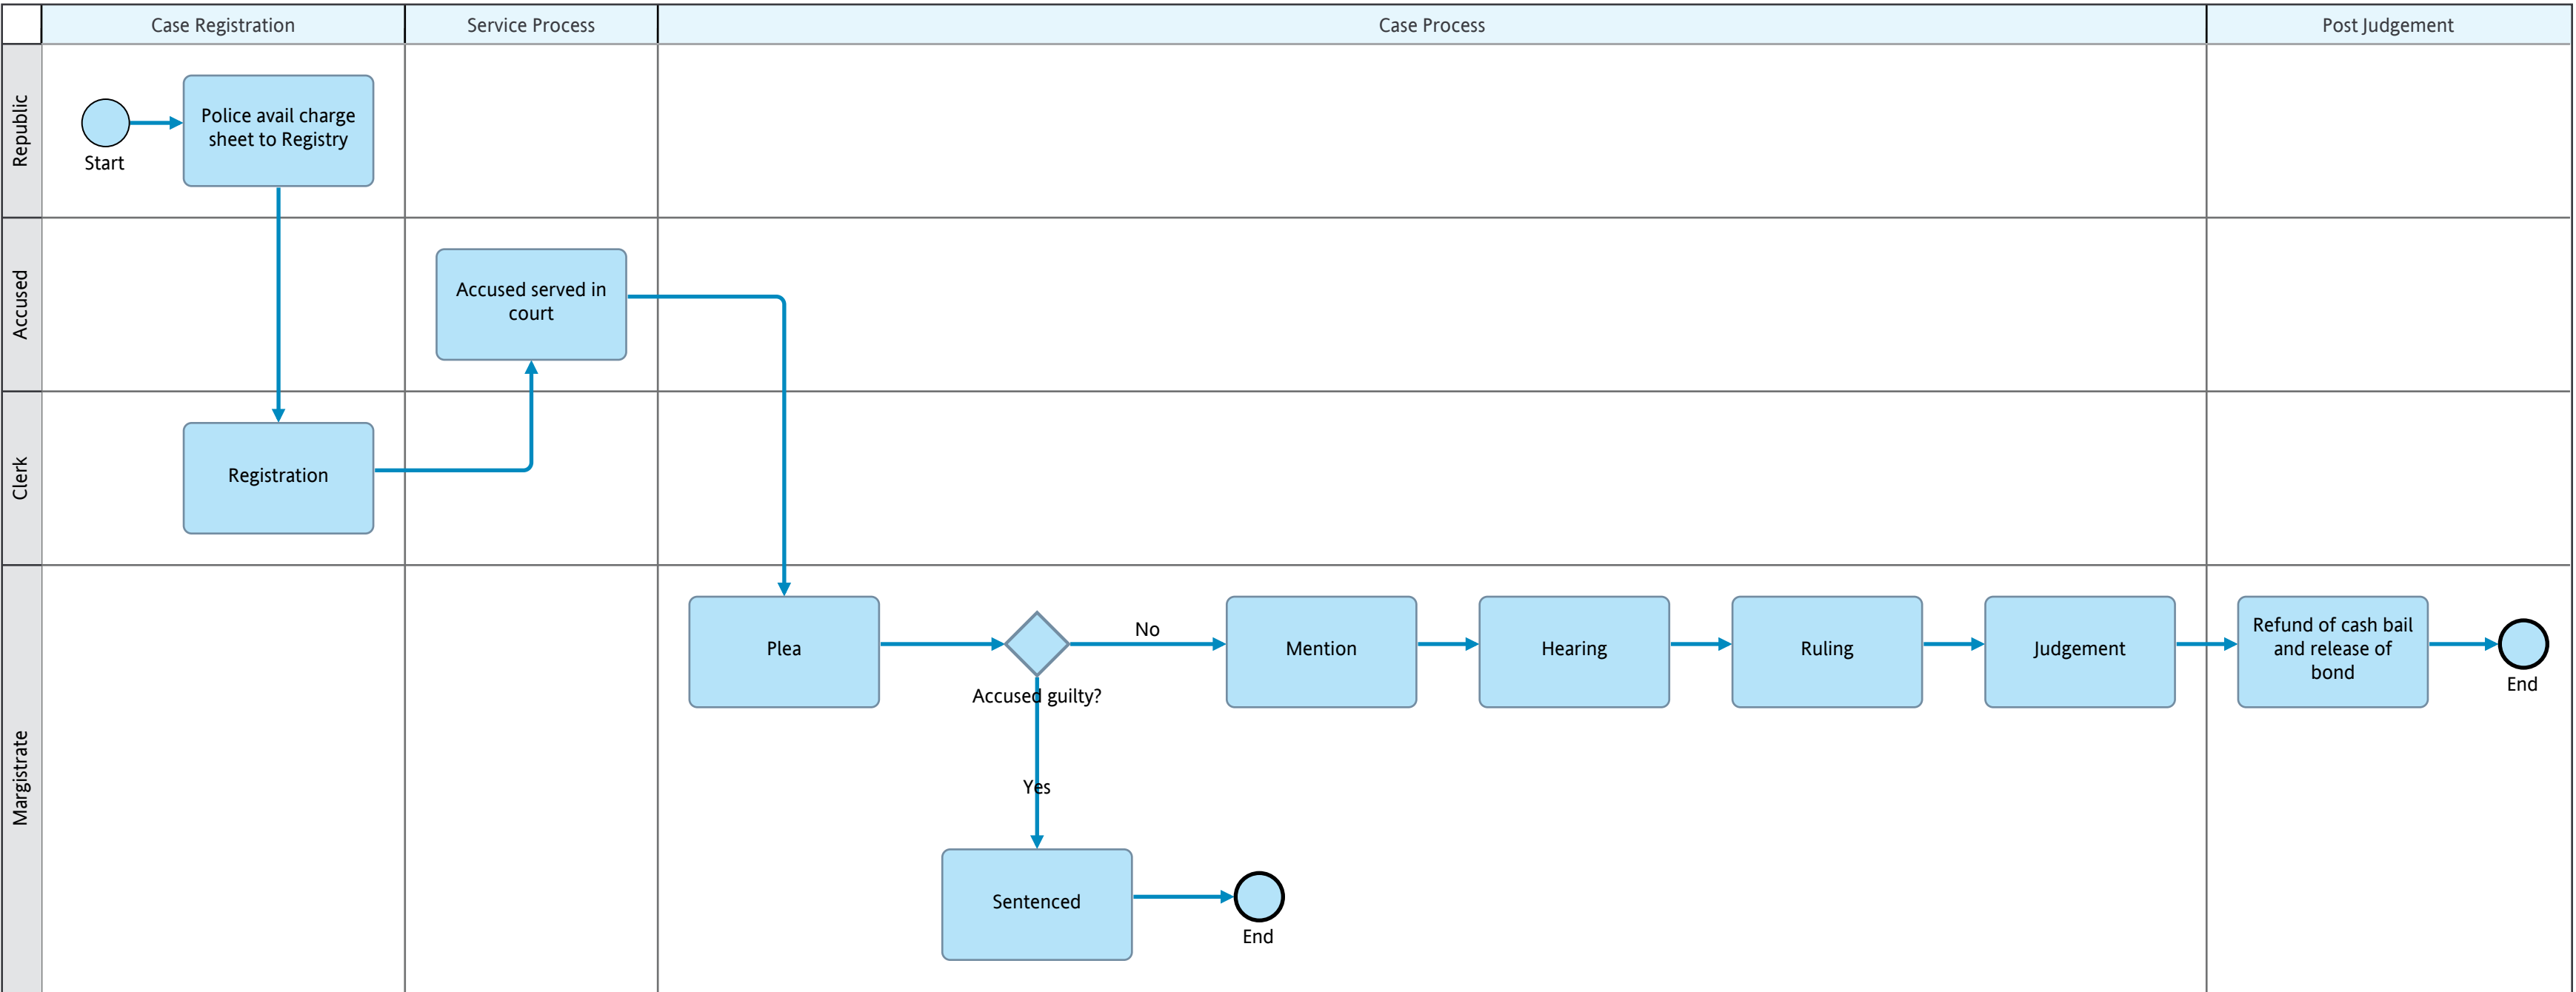 Case Registration
Service Process
Case Process
Post Judgement
Republic
Start
Police avail charge
sheet to Registry
Accused
Accused served in
court
Clerk
Registration
Margistrate
Plea
Accused guilty?
No
Yes
Mention
Hearing
Ruling
Judgement
Refund of cash bail
and release of
bond
End
Sentenced
End